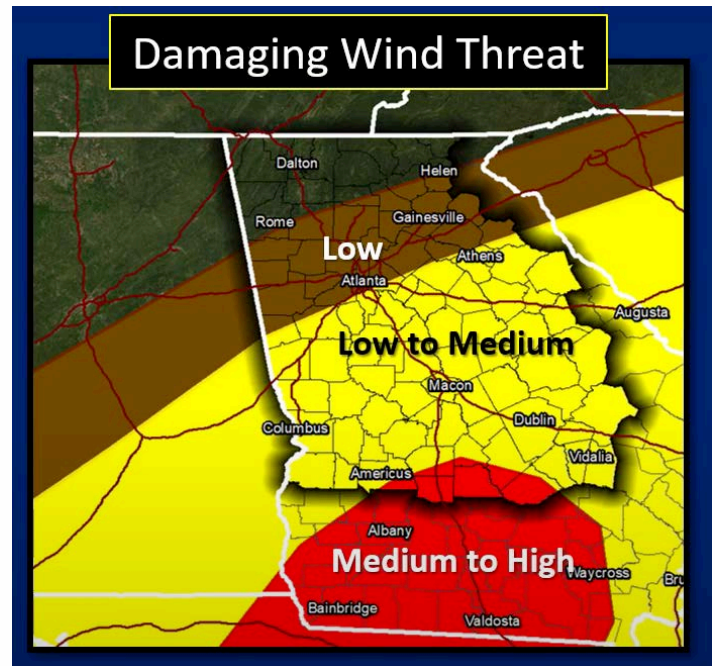 Damaging Wind Threat
Dalton
Helen
Rome
Gainesville
Low
Athens
Atlanta
Augusta
Low to Medium
Macon
Columbus
Dublin
Vidalia
Americus
Albany
Medium to High
Waycross
Bru
Bainbridge
Valdosta